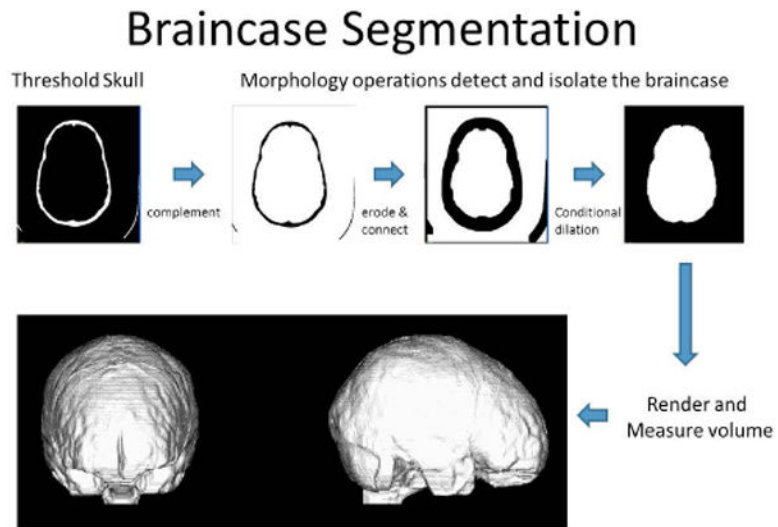 Braincase Segmentation
Threshold Skull
Morphology operations detect and isolate the braincase
complement
erode &
connect
Conditional
dilation
Render and
Measure volume